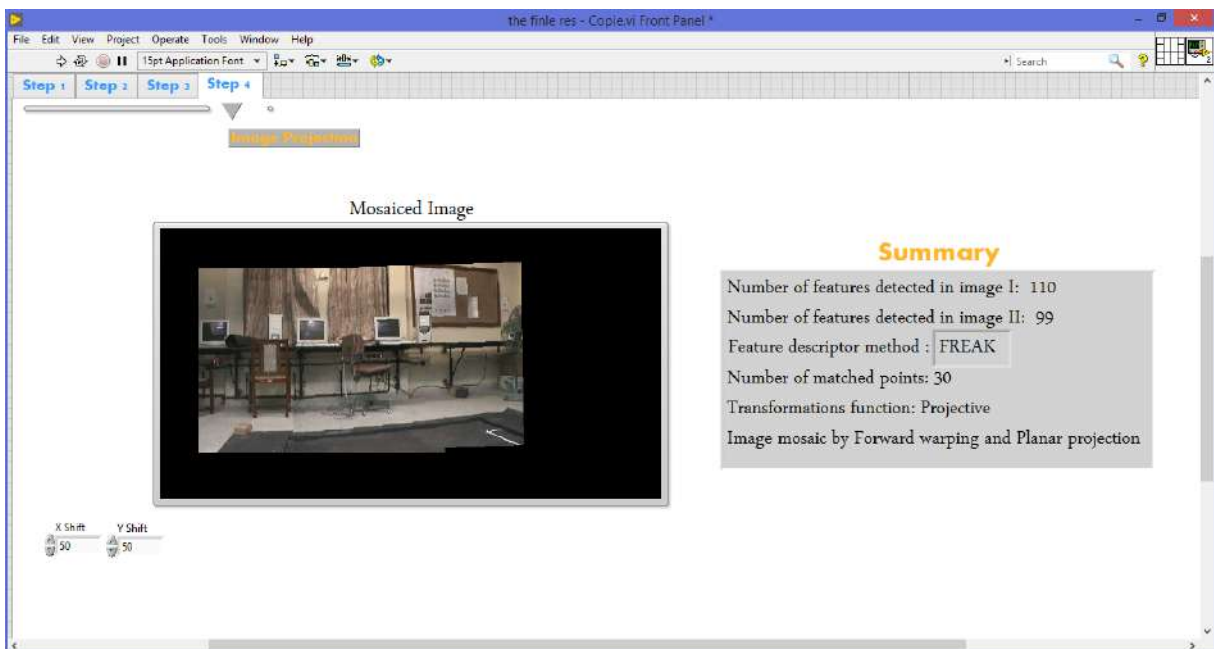 the finle res - Copie.vi Front Panel *
File Edit View Project Operate Tools Window Help
15pt Application Font
Search
2
Step 1 Step 2 Step 3 Step 4
Image Projection
Mosaiced Image
Summary
Number of features detected in image I: 110
Number of features detected in image II: 99
Feature descriptor method : FREAK
Number of matched points: 30
Transformations function: Projective
Image mosaic by Forward warping and Planar projection
X Shift Y Shift
50 50